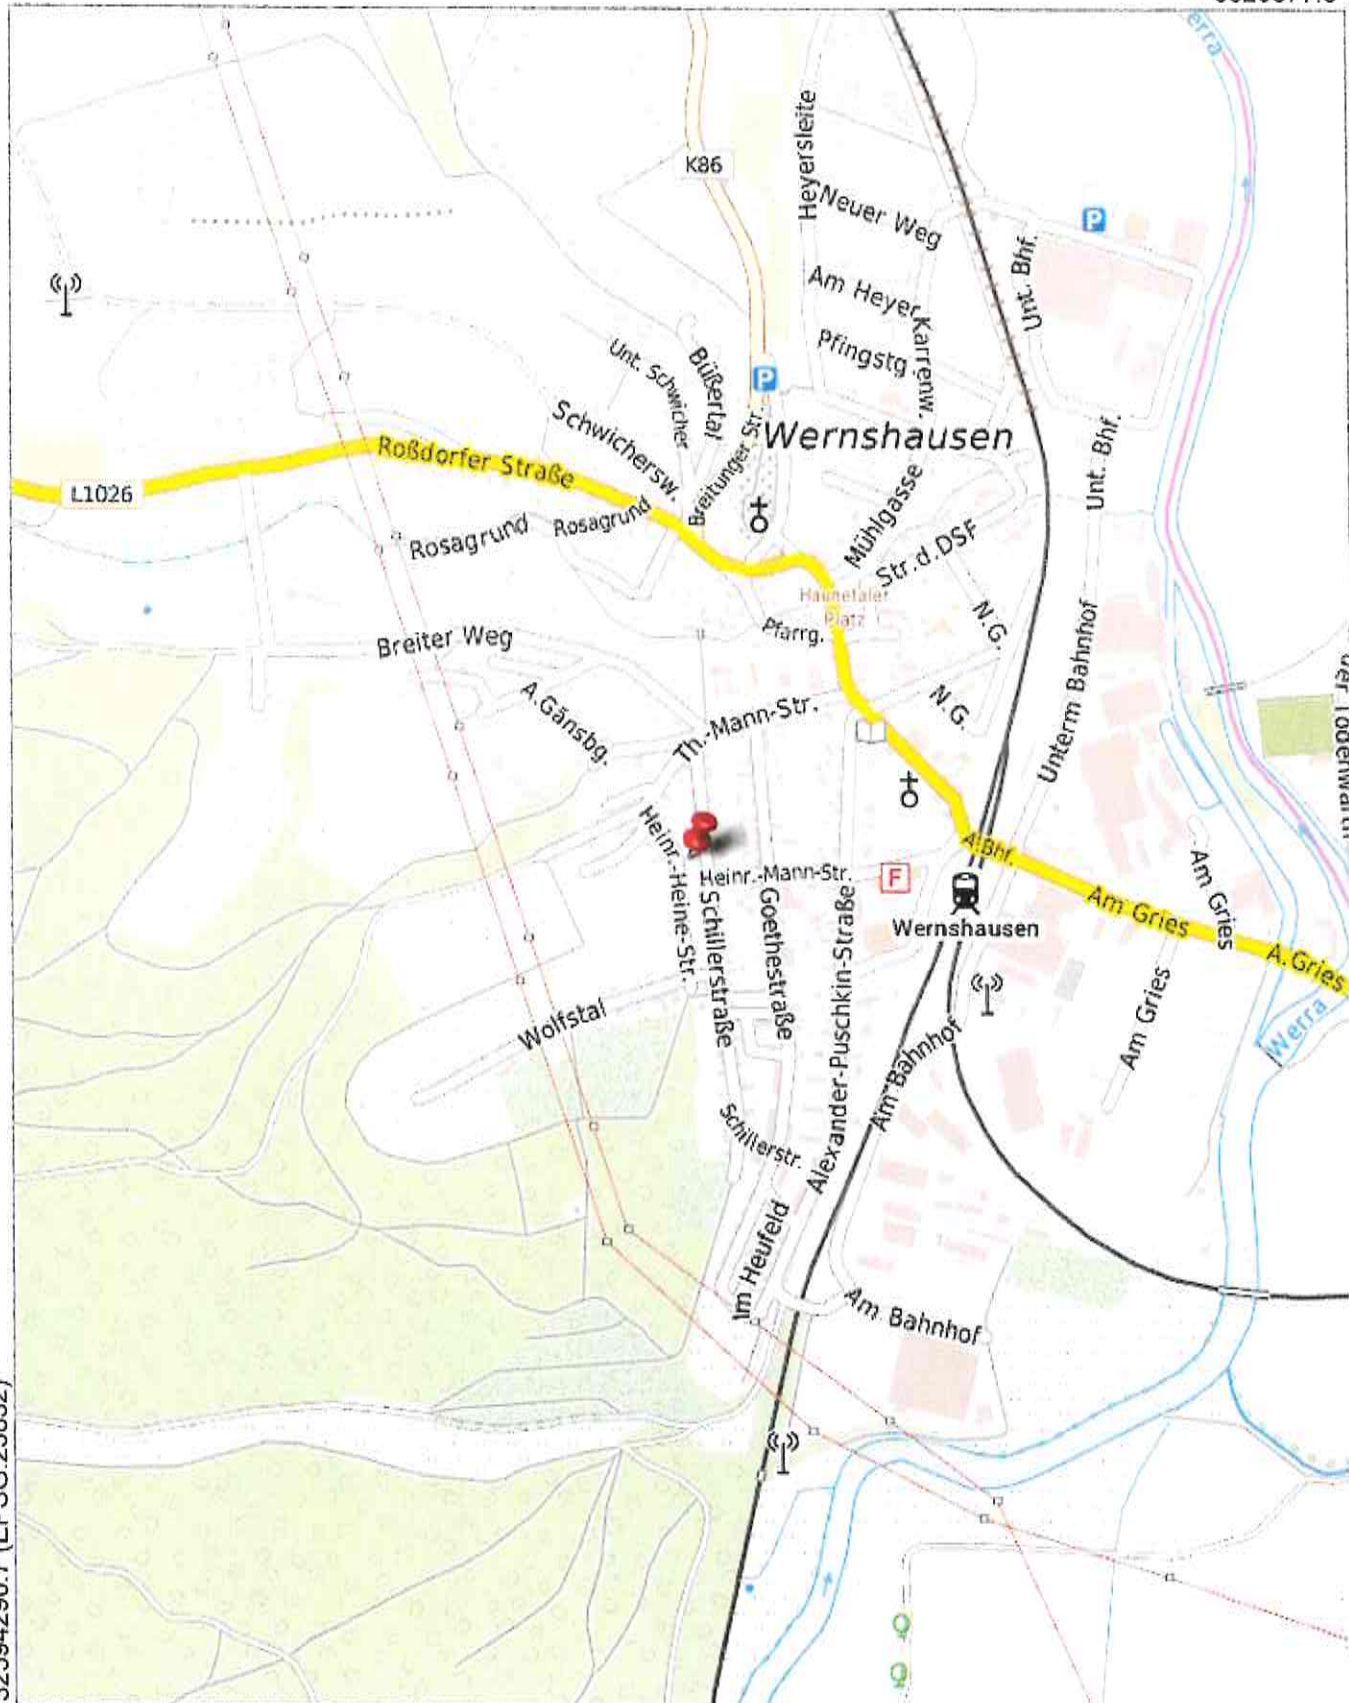 K86
Heyersleite
Neuer Weg
Am Heyer
Pfingstg.
Karrenw.
Unt. Bhf.
P
Unt. Schwicher
Büßertal
P
Schwichersw.
Breitunger Str.
Wernshausen
Roßdorfer Straße
L1026
Rosagrund
Rosagrund
Mühlgasse
Str.d.DSF
Unt. Bhf.
Haunetaler
Platz
N.G.
Pfarrg.
Breiter Weg
A.Gänsbg.
Th.-Mann-Str.
N.G.
Unterm Bahnhof
der Todenwarth
Heinr.-Heine-Str.
Heinr.-Mann-Str.
F
A.Bhf.
Am Gries
Am Gries
A.Gries
Wernshausen
Schillerstraße
Goethestraße
Alexander-Puschkin-Straße
Wolfstal
Am Bahnhof
Am Gries
Werra
Schillerstr.
Im Heufeld
Am Bahnhof